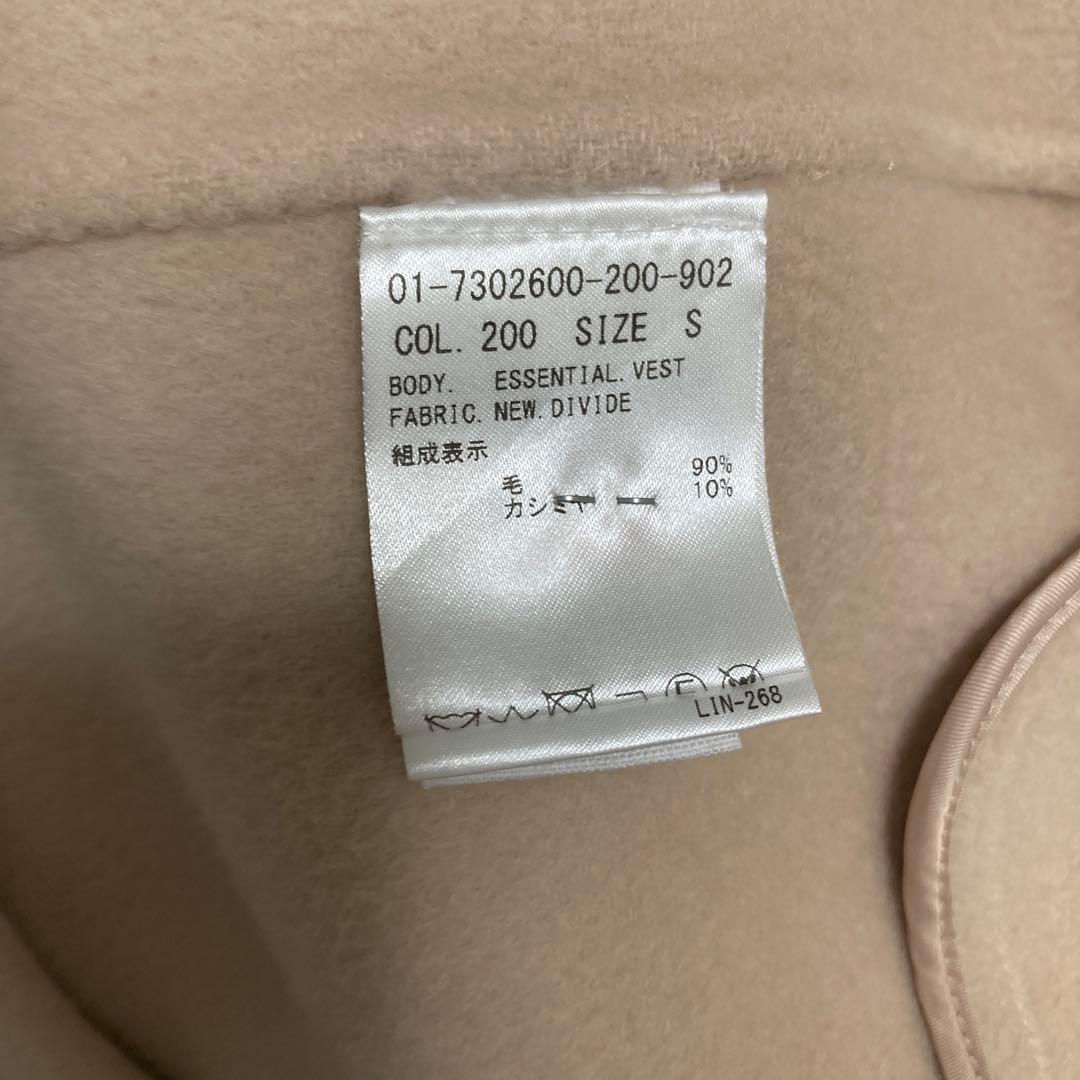 01-7302600-200-902
COL. 200 SIZE S
BODY. ESSENTIAL.VEST
FABRIC. NEW.DIVIDE
組成表示
毛 90%
カシミヤ 10%
LIN-268